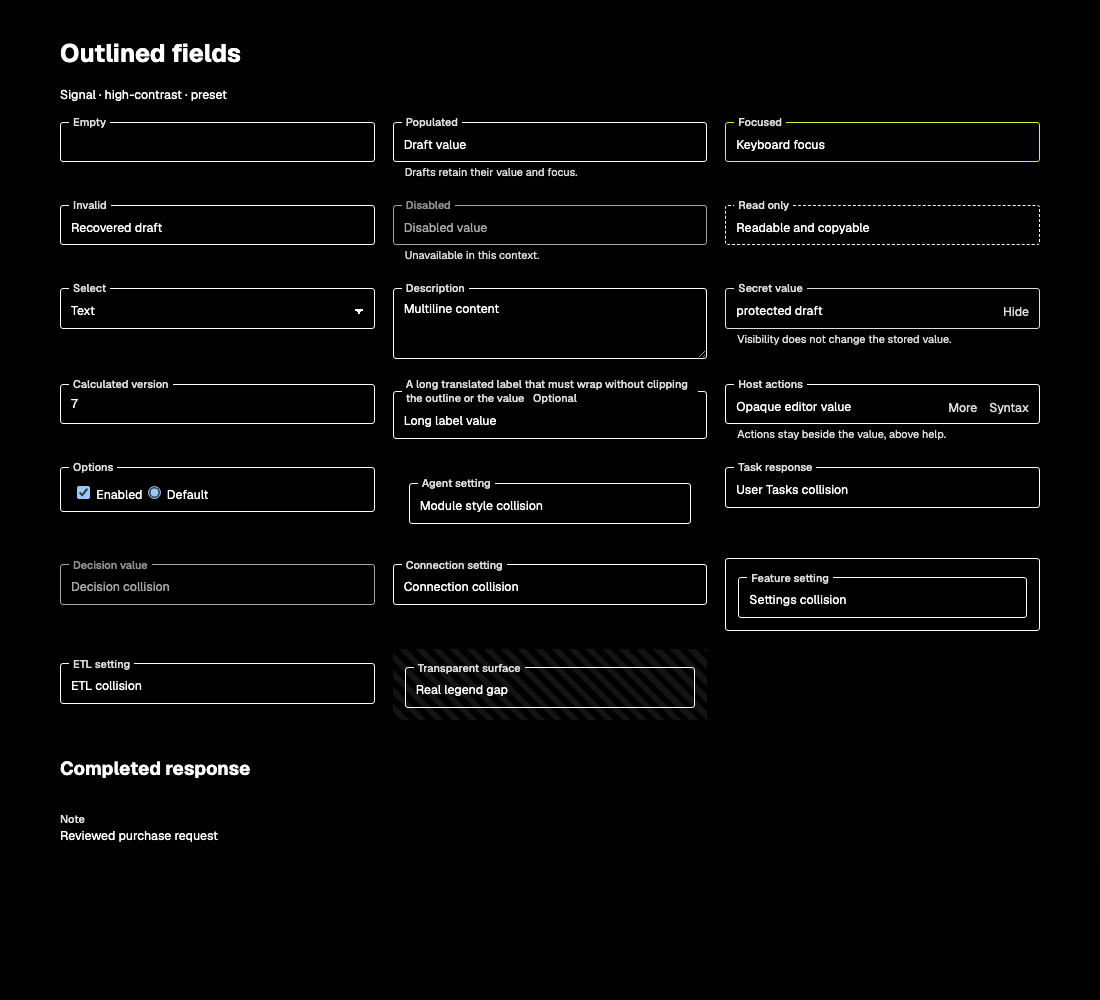 Outlined fields
Signal · high-contrast · preset
Empty
Populated
Draft value
Drafts retain their value and focus.
Focused
Keyboard focus
Invalid
Recovered draft
Disabled
Disabled value
Unavailable in this context.
Read only
Readable and copyable
Select
Text
Description
Multiline content
Secret value
protected draft
Hide
Visibility does not change the stored value.
Calculated version
7
A long translated label that must wrap without clipping
the outline or the value Optional
Long label value
Host actions
Opaque editor value
More
Syntax
Actions stay beside the value, above help.
Options
Enabled
Default
Agent setting
Module style collision
Task response
User Tasks collision
Decision value
Decision collision
Connection setting
Connection collision
Feature setting
Settings collision
ETL setting
ETL collision
Transparent surface
Real legend gap
Completed response
Note
Reviewed purchase request